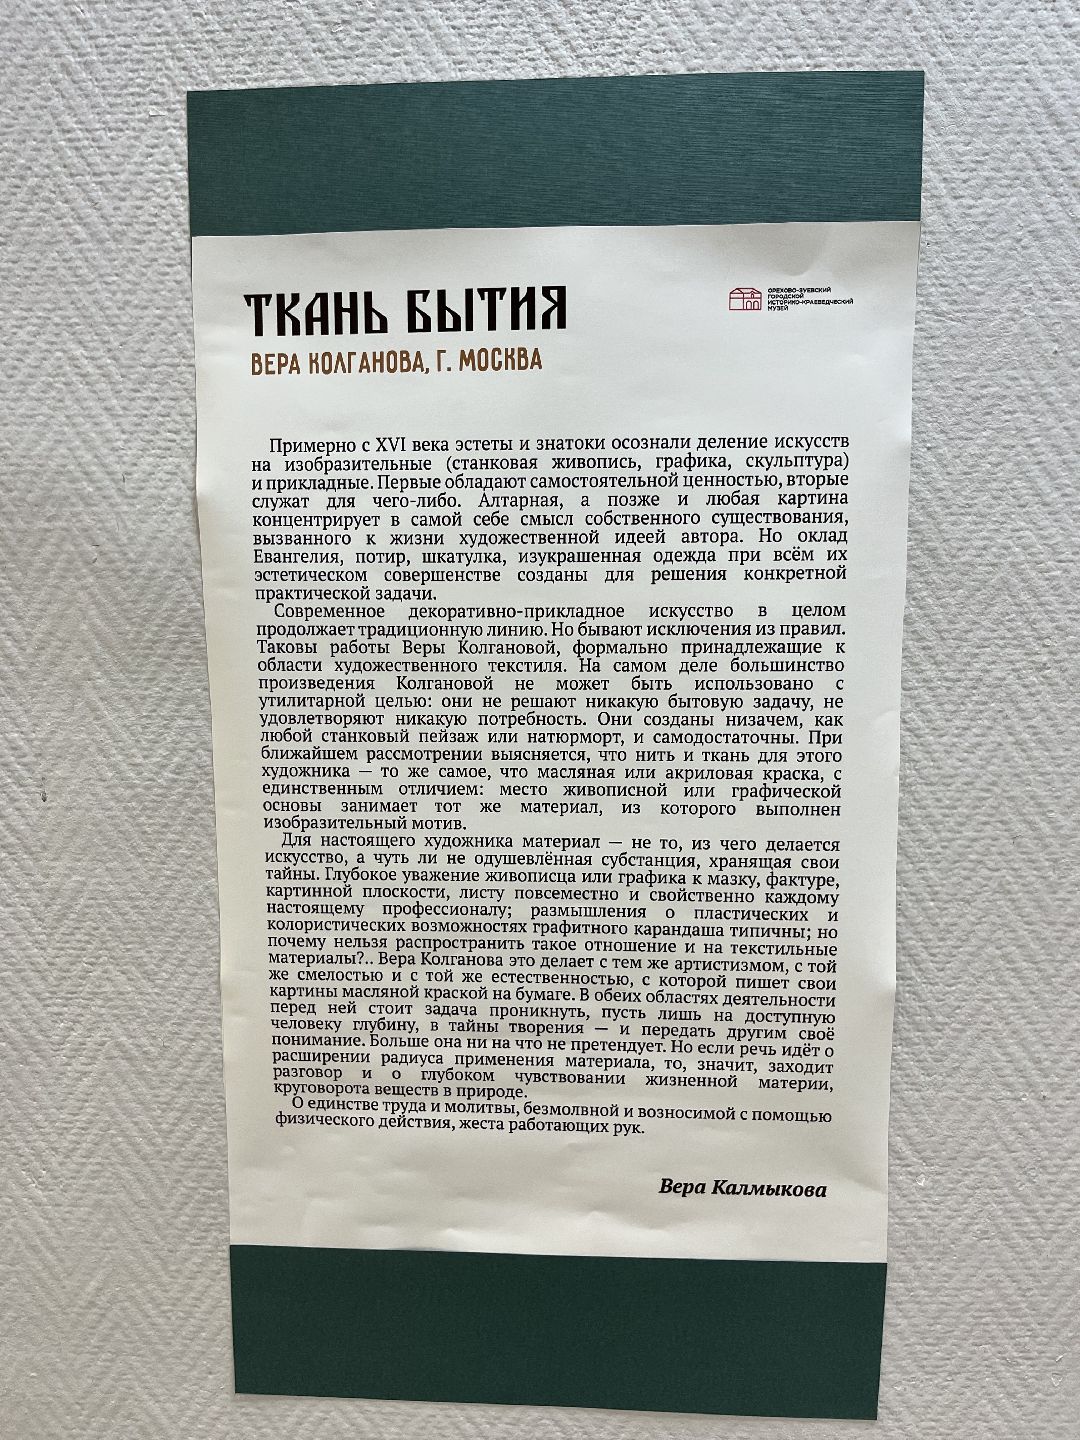 ТКАНЬ БЫТИЯ
ВЕРА КОЛГАНОВА, Г. МОСКВА
ОРЕХОВО-ЗУЕВСКИЙ
ГОРОДСКОЙ
ИСТОРИКО-КРАЕВЕДЧЕСКИЙ
МУЗЕЙ
Примерно с XVI века эстеты и знатоки осознали деление искусств
на изобразительные (станковая живопись, графика, скульптура)
и прикладные. Первые обладают самостоятельной ценностью, вторые
служат для чего-либо. Алтарная, а позже и любая картина
концентрирует в самой себе смысл собственного существования,
вызванного к жизни художественной идеей автора. Но оклад
Евангелия, потир, шкатулка, изукрашенная одежда при всём их
эстетическом совершенстве созданы для решения конкретной
практической задачи.
Современное декоративно-прикладное искусство в целом
продолжает традиционную линию. Но бывают исключения из правил.
Таковы работы Веры Колгановой, формально принадлежащие к
области художественного текстиля. На самом деле большинство
произведения Колгановой не может быть использовано с
утилитарной целью: они не решают никакую бытовую задачу, не
удовлетворяют никакую потребность. Они созданы низачем, как
любой станковый пейзаж или натюрморт, и самодостаточны. При
ближайшем рассмотрении выясняется, что нить и ткань для этого
художника — то же самое, что масляная или акриловая краска, с
единственным отличием: место живописной или графической
основы занимает тот же материал, из которого выполнен
изобразительный мотив.
Для настоящего художника материал — не то, из чего делается
искусство, а чуть ли не одушевлённая субстанция, хранящая свои
тайны. Глубокое уважение живописца или графика к мазку, фактуре,
картинной плоскости, листу повсеместно и свойственно каждому
настоящему профессионалу; размышления о пластических и
колористических возможностях графитного карандаша типичны; но
почему нельзя распространить такое отношение и на текстильные
материалы?.. Вера Колганова это делает с тем же артистизмом, с той
же смелостью и с той же естественностью, с которой пишет свои
картины масляной краской на бумаге. В обеих областях деятельности
перед ней стоит задача проникнуть, пусть лишь на доступную
человеку глубину, в тайны творения — и передать другим своё
понимание. Больше она ни на что не претендует. Но если речь идёт о
расширении радиуса применения материала, то, значит, заходит
разговор и о глубоком чувствовании жизненной материи,
круговорота веществ в природе.
О единстве труда и молитвы, безмолвной и возносимой с помощью
физического действия, жеста работающих рук.
Вера Калмыкова